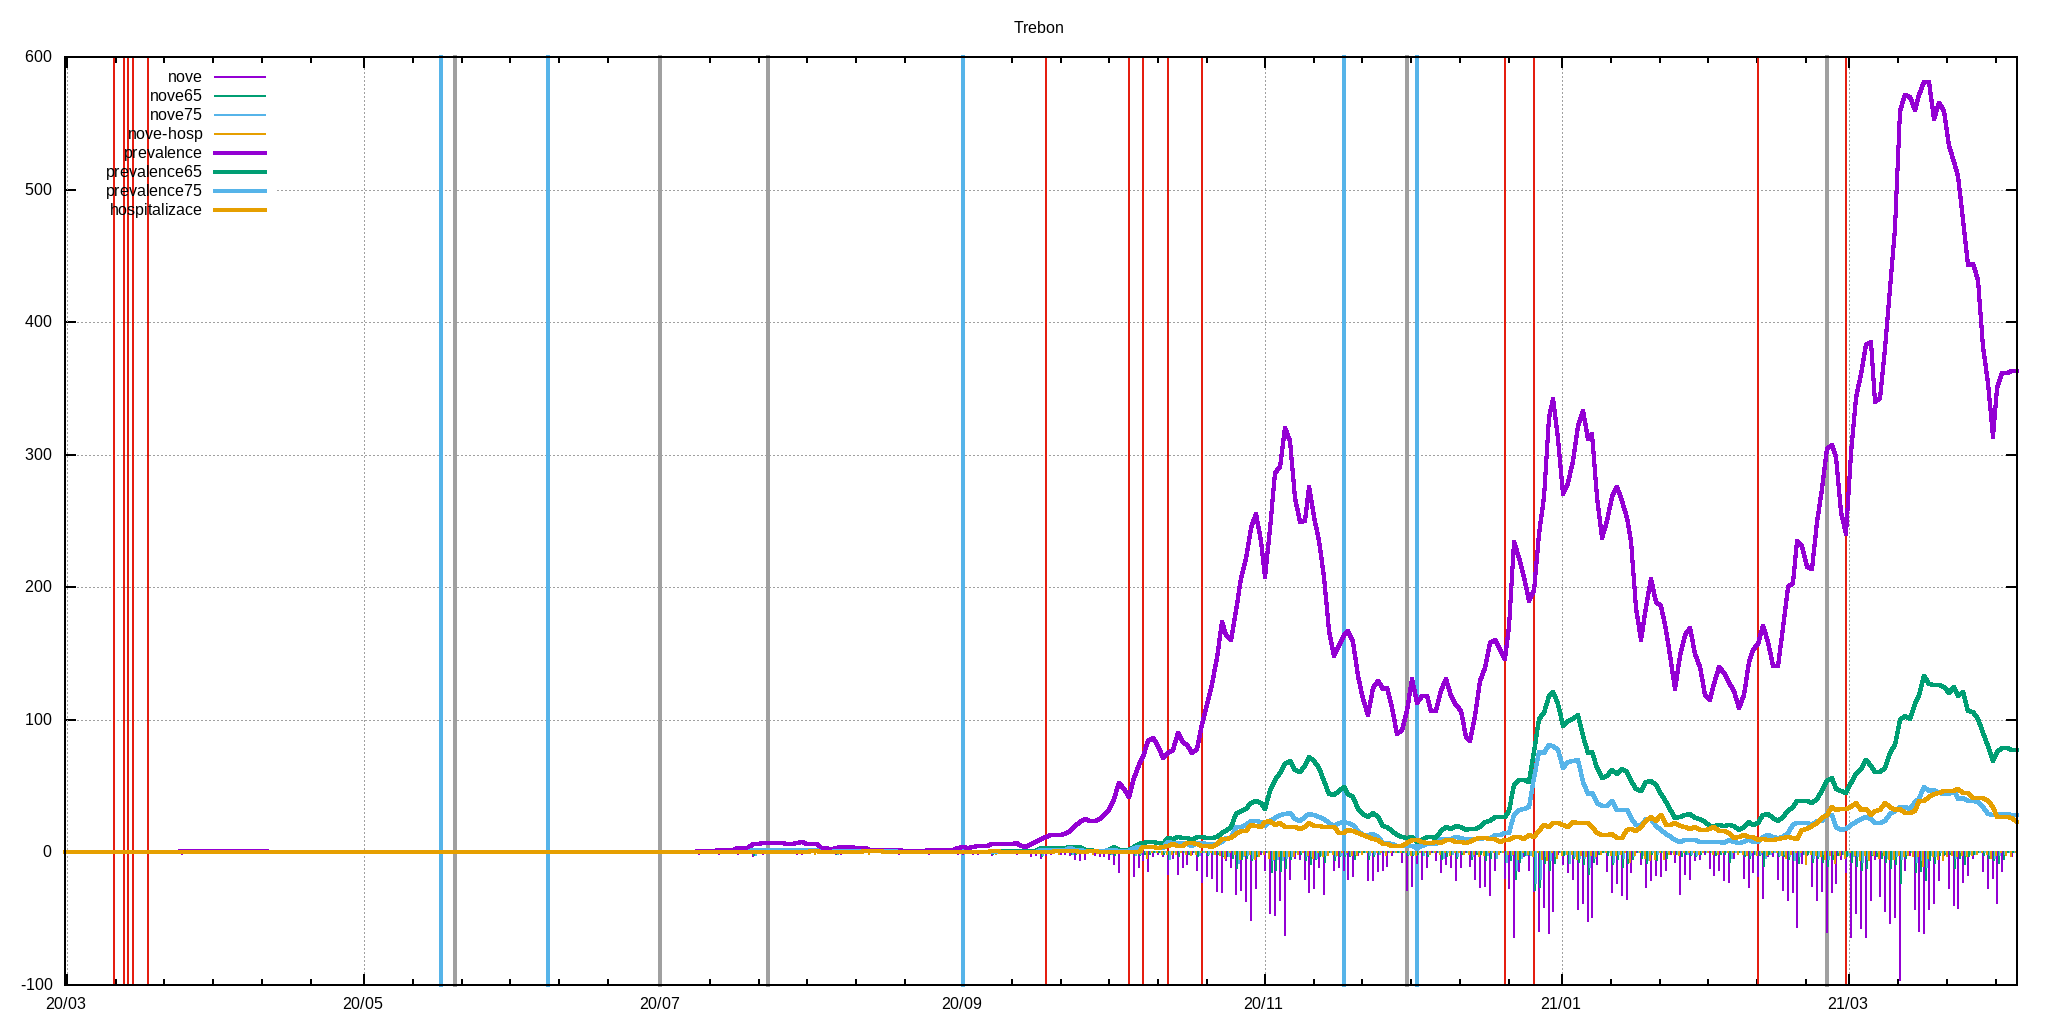 Trebon
600
nove
nove65
nove75
nove-hosp
prevalence
prevalence65
prevalence75
hospitalizace
500
400
300
200
100
0
-100
20/03 20/05 20/07 20/09 20/11 21/01 21/03